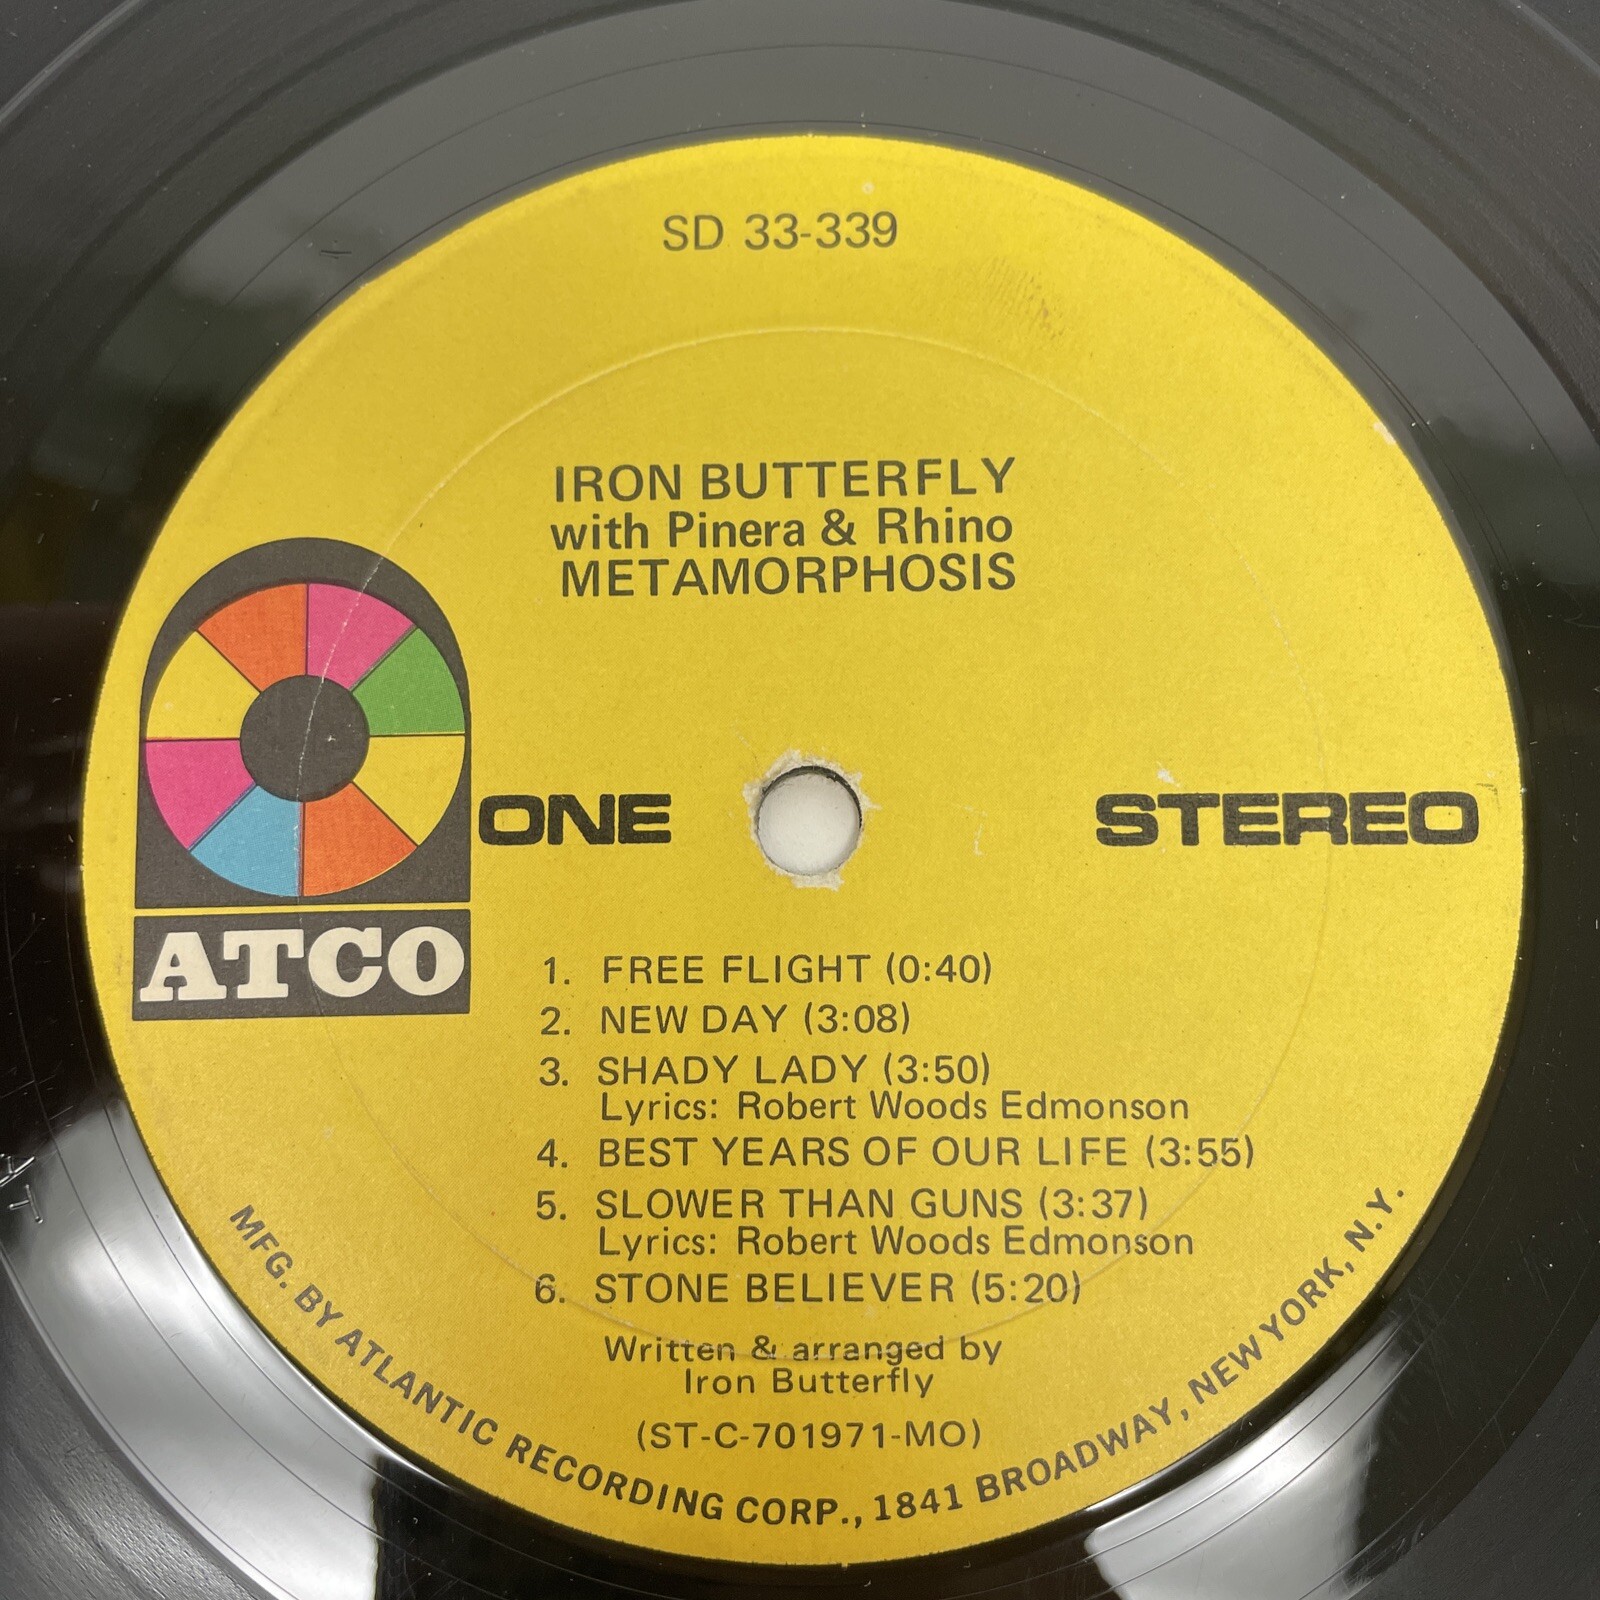 SD 33-339
IRON BUTTERFLY
with Pinera & Rhino
METAMORPHOSIS
ATCO
ONE
STEREO
1. FREE FLIGHT (0:40)
2. NEW DAY (3:08)
3. SHADY LADY (3:50)
Lyrics: Robert Woods Edmonson
4. BEST YEARS OF OUR LIFE (3:55)
5. SLOWER THAN GUNS (3:37)
Lyrics: Robert Woods Edmonson
6. STONE BELIEVER (5:20)
Written & arranged by
Iron Butterfly
(ST-C-701971-MO)
MFG. BY ATLANTIC RECORDING CORP., 1841 BROADWAY, NEW YORK, N.Y.